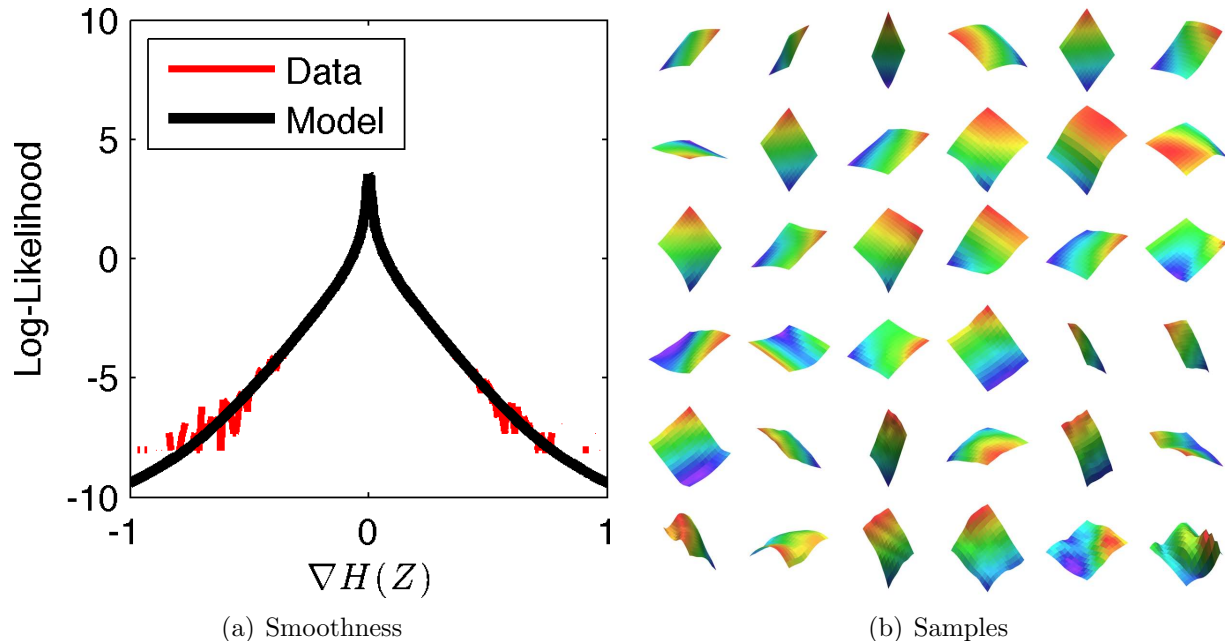 10
5
0
-5
-10
Log-Likelihood
Data
Model
-1
0
1
∇H(Z)
(a) Smoothness
(b) Samples